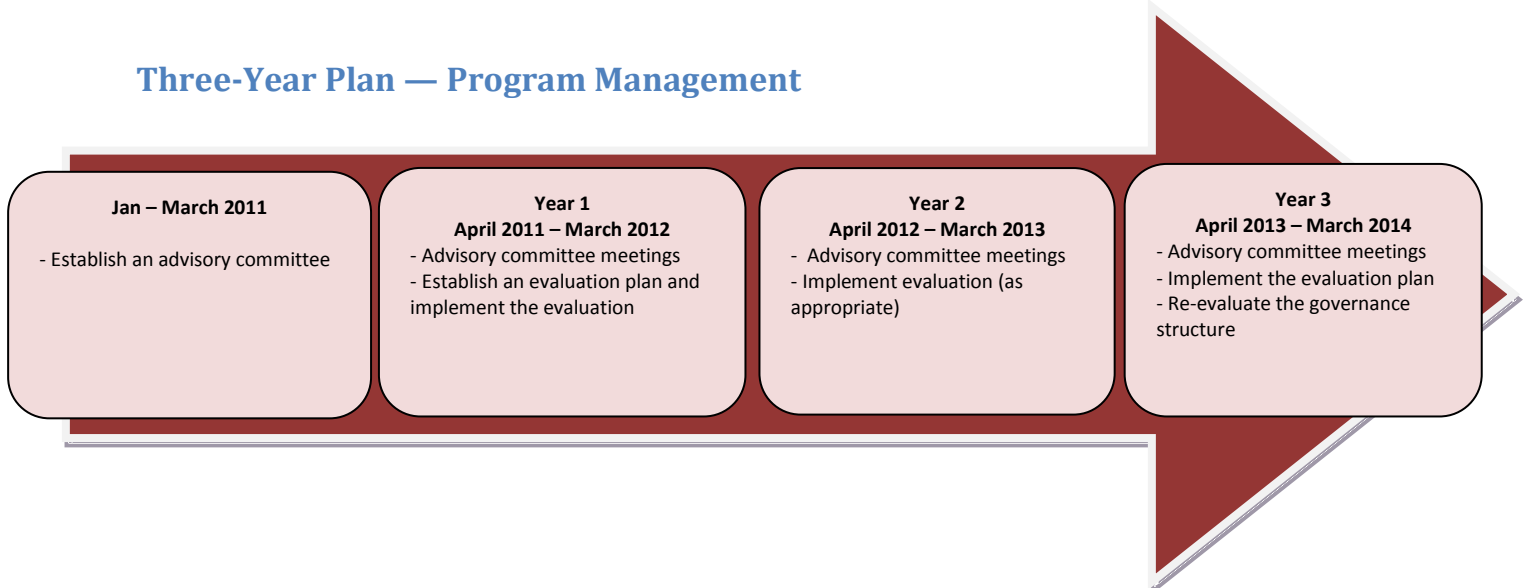 Three-Year Plan — Program Management
Jan – March 2011
- Establish an advisory committee
Year 1
April 2011 – March 2012
- Advisory committee meetings
- Establish an evaluation plan and
implement the evaluation
Year 2
April 2012 – March 2013
-  Advisory committee meetings
- Implement evaluation (as
appropriate)
Year 3
April 2013 – March 2014
- Advisory committee meetings
- Implement the evaluation plan
- Re-evaluate the governance
structure